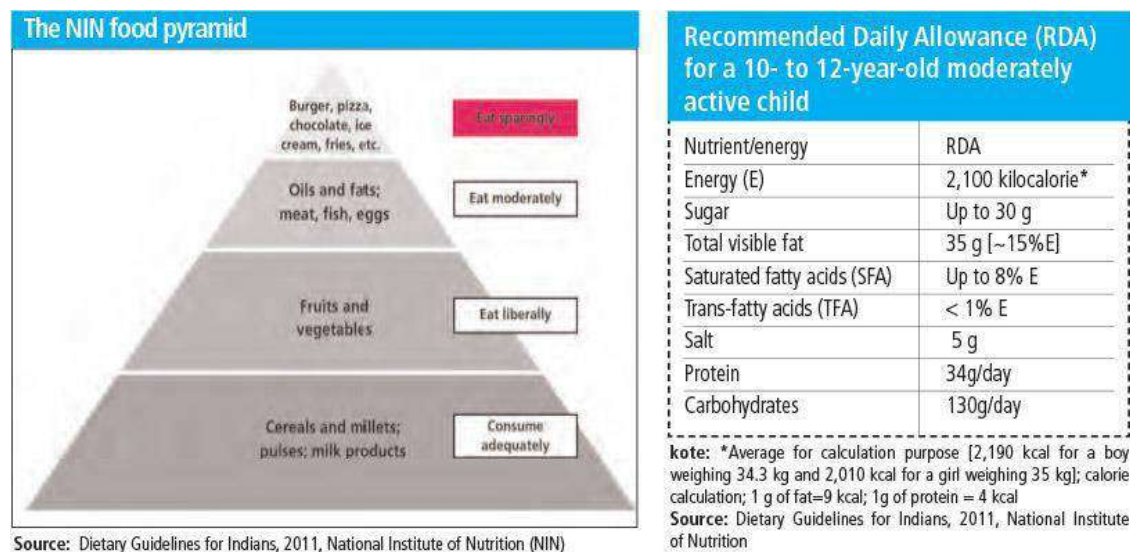 The NIN food pyramid
Burger, pizza,
chocolate, ice
cream, fries, etc.
Eat sparingly
Oils and fats;
meat, fish, eggs
Eat moderately
Fruits and
vegetables
Eat liberally
Cereals and millets;
pulses; milk products
Consume
adequately
Source: Dietary Guidelines for Indians, 2011, National Institute of Nutrition (NIN)
Recommended Daily Allowance (RDA)
for a 10- to 12-year-old moderately
active child
Nutrient/energy RDA
Energy (E) 2,100 kilocalorie*
Sugar Up to 30 g
Total visible fat 35 g [~15%E]
Saturated fatty acids (SFA) Up to 8% E
Trans-fatty acids (TFA) < 1% E
Salt 5 g
Protein 34g/day
Carbohydrates 130g/day
kote: *Average for calculation purpose [2,190 kcal for a boy
weighing 34.3 kg and 2,010 kcal for a girl weighing 35 kg]; calorie
calculation; 1 g of fat=9 kcal; 1g of protein = 4 kcal
Source: Dietary Guidelines for Indians, 2011, National Institute
of Nutrition